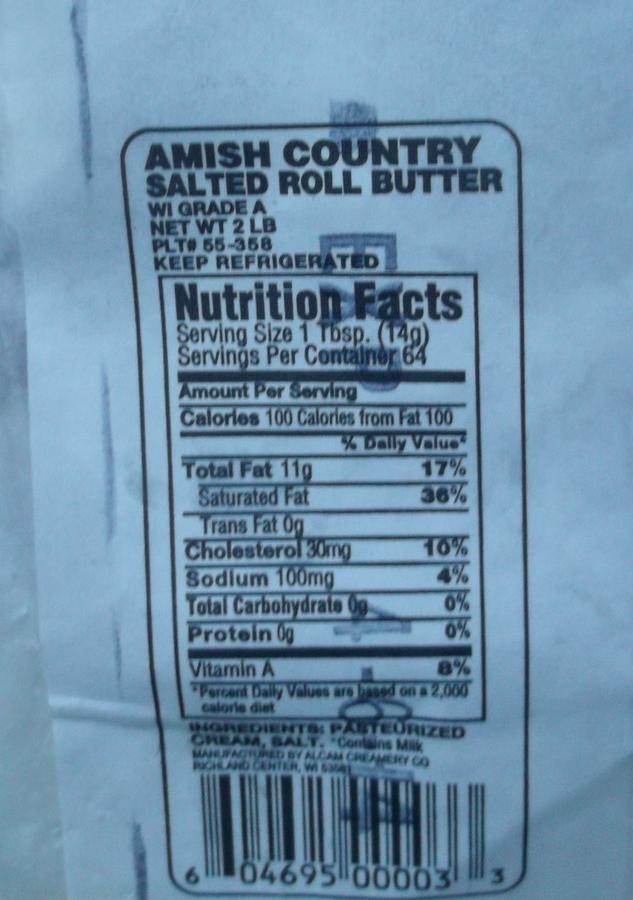 AMISH COUNTRY
SALTED ROLL BUTTER
WI GRADE A
NET WT 2 LB
PLT# 55-358
KEEP REFRIGERATED
Nutrition Facts
Serving Size 1 Tbsp. (14g)
Servings Per Container 64
Amount Per Serving
Calories 100 Calories from Fat 100
% Daily Value*
Total Fat 11g 17%
Saturated Fat 36%
Trans Fat 0g
Cholesterol 30mg 10%
Sodium 100mg 4%
Total Carbohydrate 0g 0%
Protein 0g 0%
Vitamin A 8%
*Percent Daily Values are based on a 2,000
calorie diet
INGREDIENTS: PASTEURIZED
CREAM, SALT. *Contains Milk
MANUFACTURED BY ALCAM CREAMERY CO
RICHLAND CENTER, WI
6 04695 00003 3